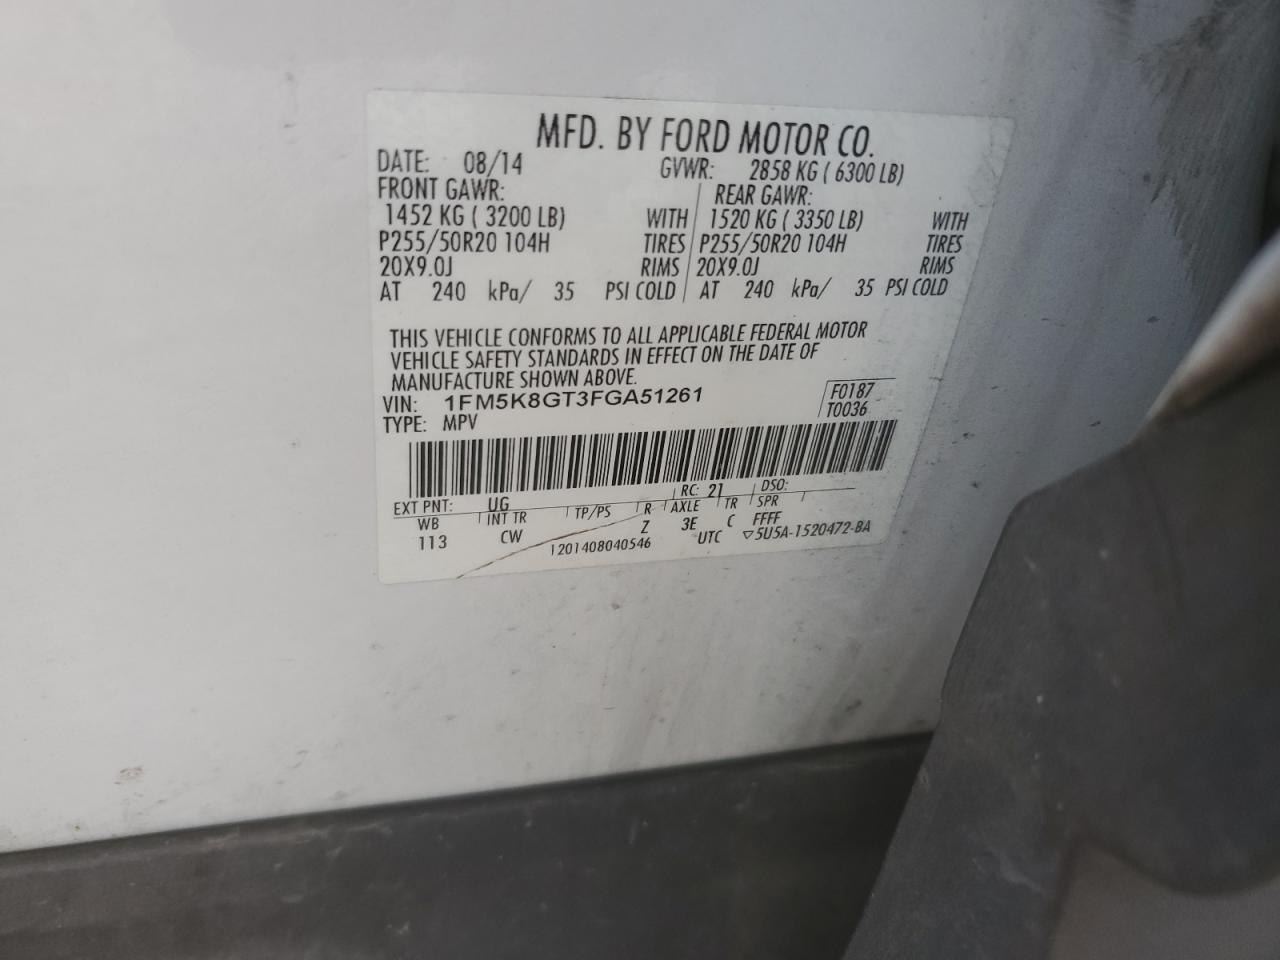 MFD. BY FORD MOTOR CO.
DATE: 08/14 GVWR: 2858 KG ( 6300 LB)
FRONT GAWR: REAR GAWR:
1452 KG ( 3200 LB) WITH 1520 KG ( 3350 LB) WITH
P255/50R20 104H TIRES P255/50R20 104H TIRES
20X9.0J RIMS 20X9.0J RIMS
AT 240 kPa/ 35 PSI COLD AT 240 kPa/ 35 PSI COLD
THIS VEHICLE CONFORMS TO ALL APPLICABLE FEDERAL MOTOR
VEHICLE SAFETY STANDARDS IN EFFECT ON THE DATE OF
MANUFACTURE SHOWN ABOVE.
VIN: 1FM5K8GT3FGA51261 F0187
TYPE: MPV T0036
EXT PNT: UG RC: 21 DSO:
WB INT TR TP/PS R AXLE TR SPR
113 CW Z 3E C FFFF
1201408040546 UTC ▽5U5A-1520472-BA